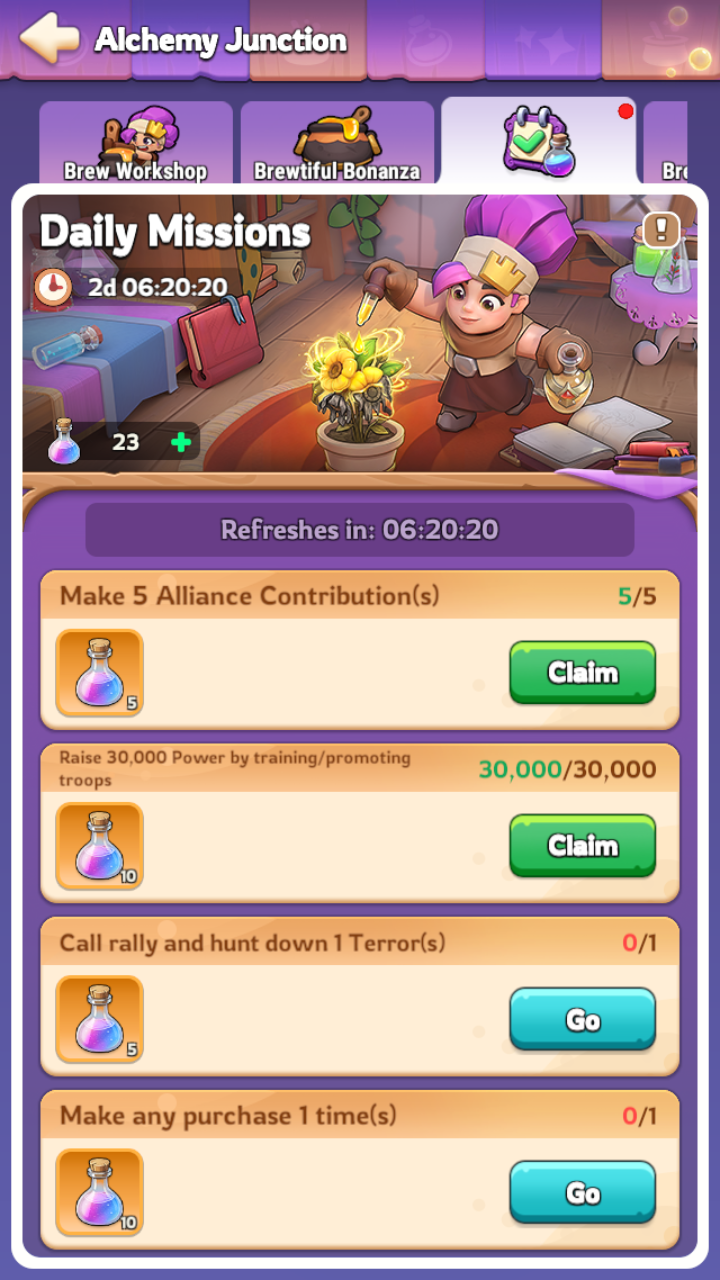 Alchemy Junction
Brew Workshop
Brewtiful Bonanza
Daily Missions
2d 06:20:20
23
Refreshes in: 06:20:20
Make 5 Alliance Contribution(s)
5/5
5
Claim
Raise 30,000 Power by training/promoting
troops
30,000/30,000
10
Claim
Call rally and hunt down 1 Terror(s)
0/1
5
Go
Make any purchase 1 time(s)
0/1
10
Go